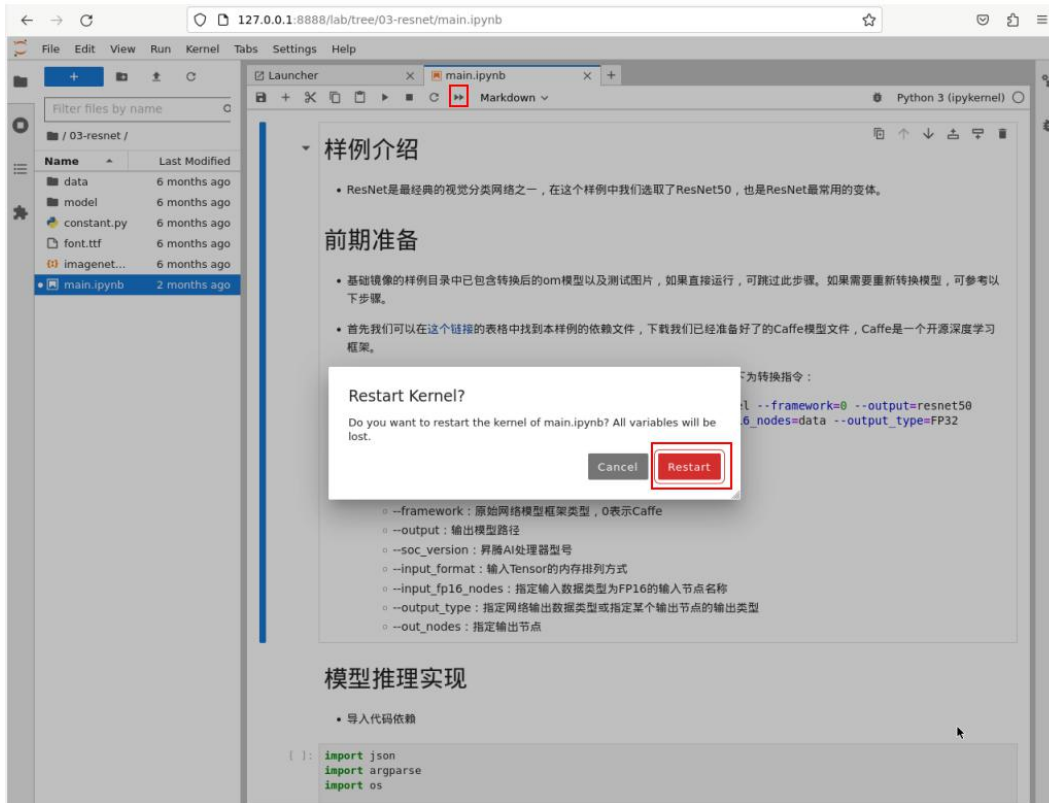 127.0.0.1:8888/lab/tree/03-resnet/main.ipynb
File Edit View Run Kernel Tabs Settings Help
Filter files by name
/ 03-resnet /
Name Last Modified
data 6 months ago
model 6 months ago
constant.py 6 months ago
font.ttf 6 months ago
imagenet... 6 months ago
main.ipynb 2 months ago
Launcher main.ipynb
Markdown Python 3 (ipykernel)
样例介绍
ResNet是最经典的视觉分类网络之一，在这个样例中我们选取了ResNet50，也是ResNet最常用的变体。
前期准备
基础镜像的样例目录中已包含转换后的om模型以及测试图片，如果直接运行，可跳过此步骤。如果需要重新转换模型，可参考以
下步骤。
首先我们可以在这个链接的表格中找到本样例的依赖文件，下载我们已经准备好了的Caffe模型文件，Caffe是一个开源深度学习
框架。
下为转换指令：
el --framework=0 --output=resnet50
6_nodes=data --output_type=FP32
Restart Kernel?
Do you want to restart the kernel of main.ipynb? All variables will be
lost.
Cancel Restart
--framework：原始网络模型框架类型，0表示Caffe
--output：输出模型路径
--soc_version：昇腾AI处理器型号
--input_format：输入Tensor的内存排列方式
--input_fp16_nodes：指定输入数据类型为FP16的输入节点名称
--output_type：指定网络输出数据类型或指定某个输出节点的输出类型
--out_nodes：指定输出节点
模型推理实现
导入代码依赖
[ ]: import json
import argparse
import os